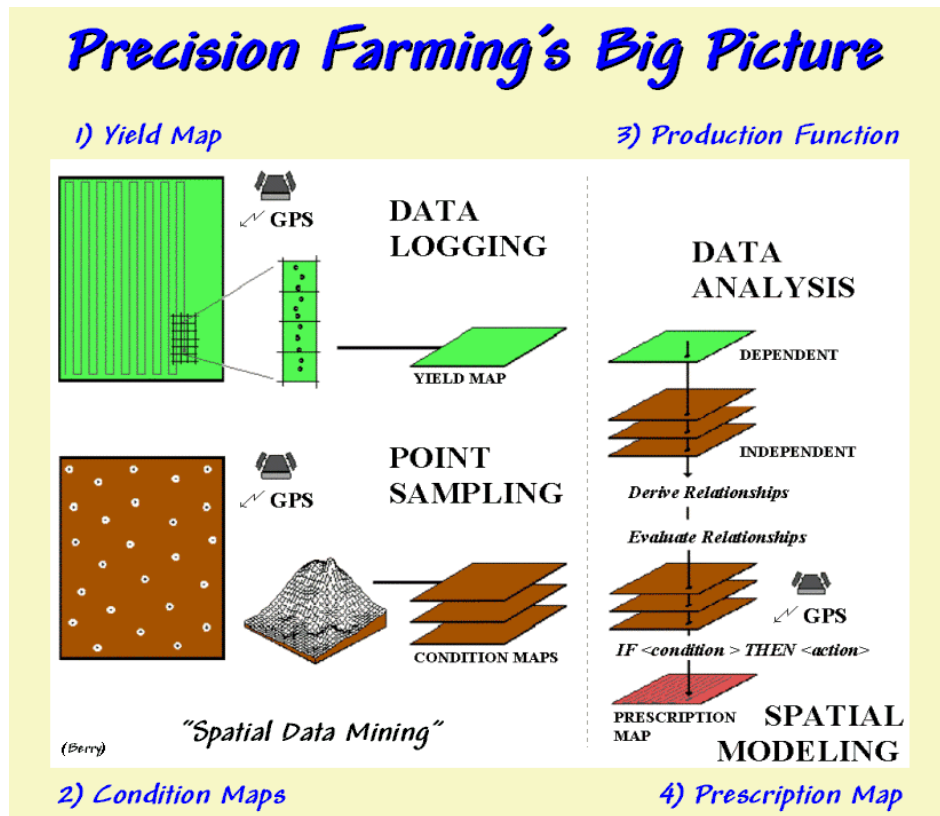 Precision Farming's Big Picture
1) Yield Map
3) Production Function
GPS
DATA
LOGGING
YIELD MAP
GPS
POINT
SAMPLING
CONDITION MAPS
"Spatial Data Mining"
(Berry)
DATA
ANALYSIS
DEPENDENT
INDEPENDENT
Derive Relationships
Evaluate Relationships
GPS
IF <condition > THEN <action>
PRESCRIPTION
MAP
SPATIAL
MODELING
2) Condition Maps
4) Prescription Map